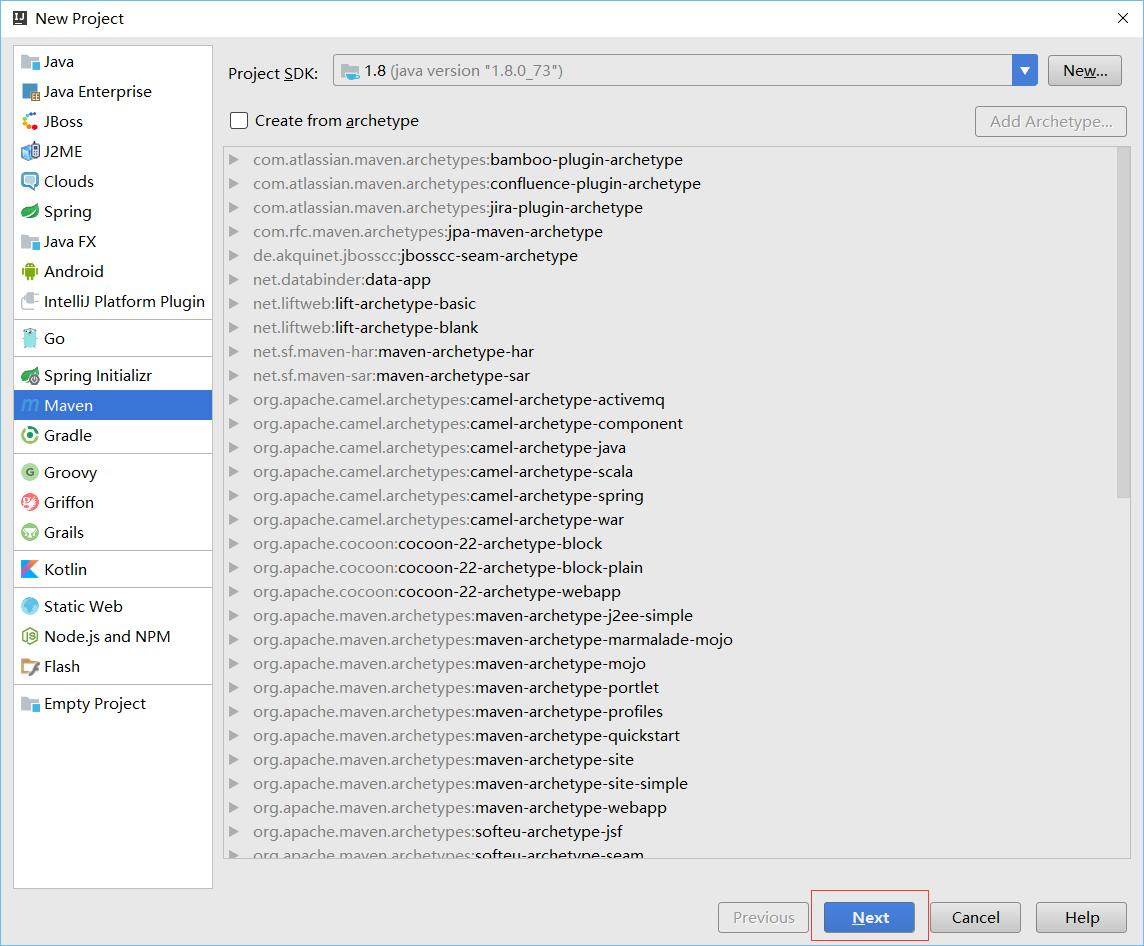 New Project
Java
Java Enterprise
JBoss
J2ME
Clouds
Spring
Java FX
Android
IntelliJ Platform Plugin
Go
Spring Initializr
Maven
Gradle
Groovy
Griffon
Grails
Kotlin
Static Web
Node.js and NPM
Flash
Empty Project
Project SDK: 1.8 (java version "1.8.0_73") New...
Create from archetype Add Archetype...
com.atlassian.maven.archetypes:bamboo-plugin-archetype
com.atlassian.maven.archetypes:confluence-plugin-archetype
com.atlassian.maven.archetypes:jira-plugin-archetype
com.rfc.maven.archetypes:jpa-maven-archetype
de.akquinet.jbosscc:jbosscc-seam-archetype
net.databinder:data-app
net.liftweb:lift-archetype-basic
net.liftweb:lift-archetype-blank
net.sf.maven-har:maven-archetype-har
net.sf.maven-sar:maven-archetype-sar
org.apache.camel.archetypes:camel-archetype-activemq
org.apache.camel.archetypes:camel-archetype-component
org.apache.camel.archetypes:camel-archetype-java
org.apache.camel.archetypes:camel-archetype-scala
org.apache.camel.archetypes:camel-archetype-spring
org.apache.camel.archetypes:camel-archetype-war
org.apache.cocoon:cocoon-22-archetype-block
org.apache.cocoon:cocoon-22-archetype-block-plain
org.apache.cocoon:cocoon-22-archetype-webapp
org.apache.maven.archetypes:maven-archetype-j2ee-simple
org.apache.maven.archetypes:maven-archetype-marmalade-mojo
org.apache.maven.archetypes:maven-archetype-mojo
org.apache.maven.archetypes:maven-archetype-portlet
org.apache.maven.archetypes:maven-archetype-profiles
org.apache.maven.archetypes:maven-archetype-quickstart
org.apache.maven.archetypes:maven-archetype-site
org.apache.maven.archetypes:maven-archetype-site-simple
org.apache.maven.archetypes:maven-archetype-webapp
org.apache.maven.archetypes:softeu-archetype-jsf
org.apache.maven.archetypes:softeu-archetype-seam
Previous Next Cancel Help